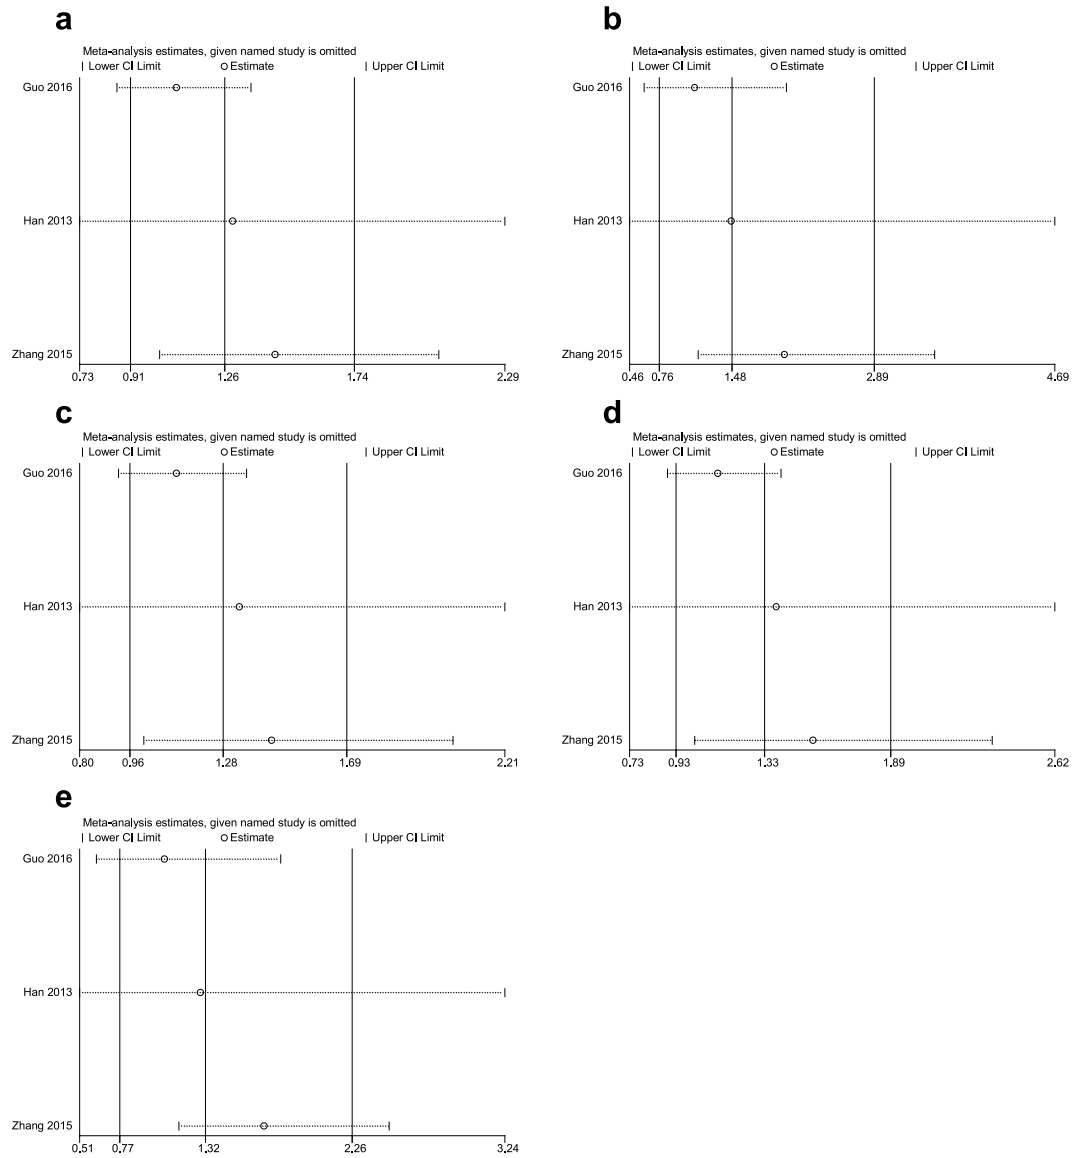 a
Meta-analysis estimates, given named study is omitted
| Lower CI Limit ○ Estimate | Upper CI Limit
Guo 2016
Han 2013
Zhang 2015
0.73 0.91 1.26 1.74 2.29
b
Meta-analysis estimates, given named study is omitted
| Lower CI Limit ○ Estimate | Upper CI Limit
Guo 2016
Han 2013
Zhang 2015
0.46 0.76 1.48 2.89 4.69
c
Meta-analysis estimates, given named study is omitted
| Lower CI Limit ○ Estimate | Upper CI Limit
Guo 2016
Han 2013
Zhang 2015
0.80 0.96 1.28 1.69 2.21
d
Meta-analysis estimates, given named study is omitted
| Lower CI Limit ○ Estimate | Upper CI Limit
Guo 2016
Han 2013
Zhang 2015
0.73 0.93 1.33 1.89 2.62
e
Meta-analysis estimates, given named study is omitted
| Lower CI Limit ○ Estimate | Upper CI Limit
Guo 2016
Han 2013
Zhang 2015
0.51 0.77 1.32 2.26 3.24